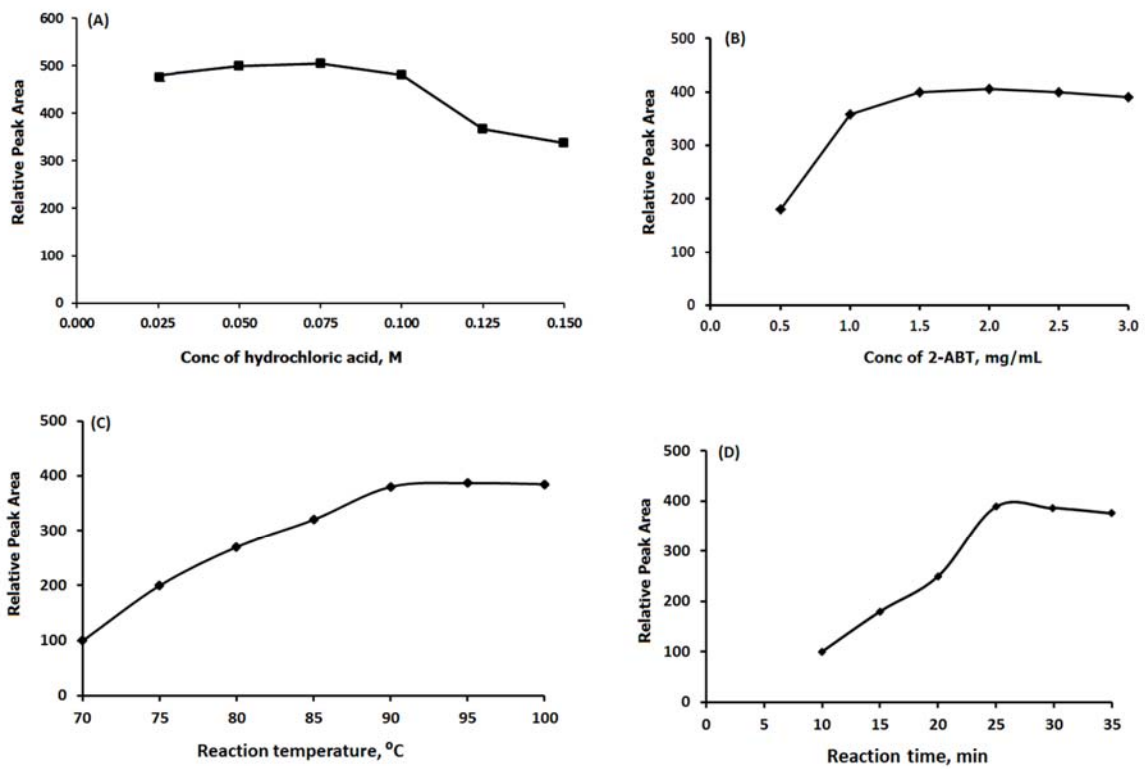 (A)
Relative Peak Area
600
500
400
300
200
100
0
0.000 0.025 0.050 0.075 0.100 0.125 0.150
Conc of hydrochloric acid, M
(B)
Relative Peak Area
500
400
300
200
100
0
0.0 0.5 1.0 1.5 2.0 2.5 3.0
Conc of 2-ABT, mg/mL
(C)
Relative Peak Area
500
400
300
200
100
0
70 75 80 85 90 95 100
Reaction temperature, °C
(D)
Relative Peak Area
500
400
300
200
100
0
0 5 10 15 20 25 30 35
Reaction time, min